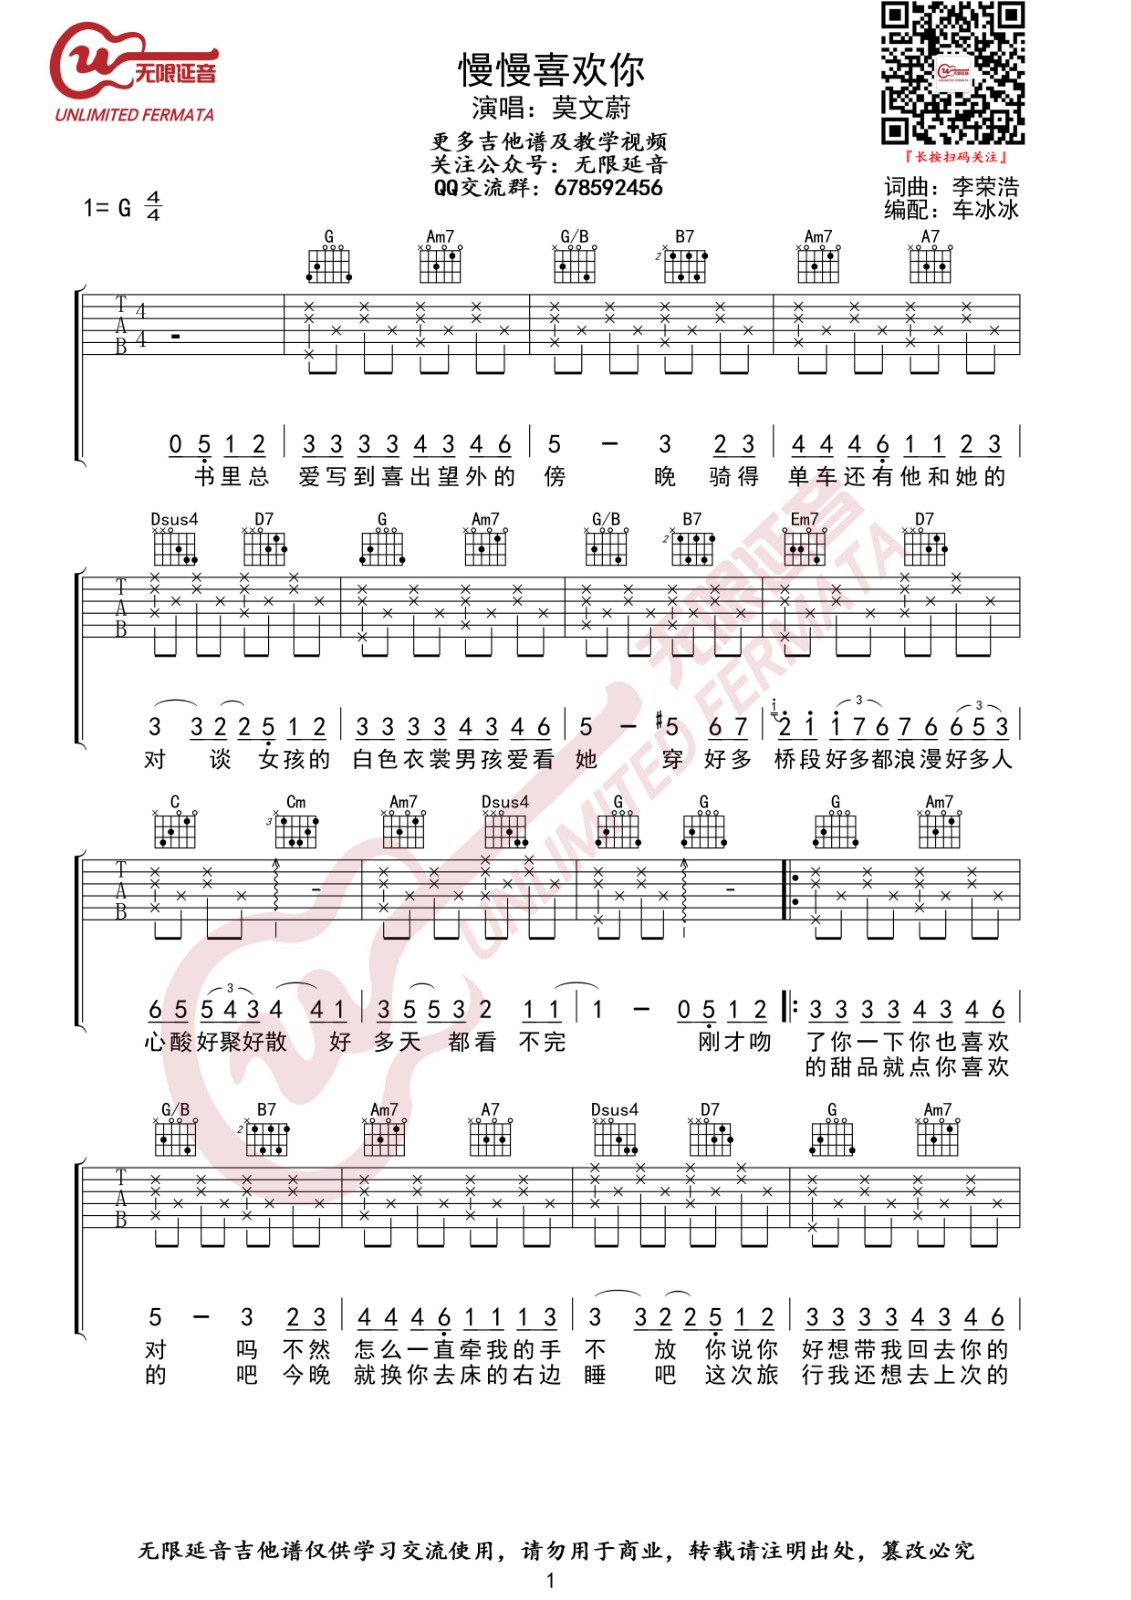 无限延音
UNLIMITED FERMATA
慢慢喜欢你
演唱：莫文蔚
更多吉他谱及教学视频
关注公众号：无限延音
QQ交流群：678592456
『长按扫码关注』
词曲：李荣浩
编配：车冰冰
1= G 4/4
G Am7 G/B B7 Am7 A7
2
T A B 4 4
0 5 1 2 | 3 3 3 3 4 3 4 6 | 5 － 3 2 3 | 4 4 4 6 1 1 2 3
书里总 爱写到喜出望外的 傍 晚 骑得 单车还有他和她的
Dsus4 D7 G Am7 G/B B7 Em7 D7
2
T A B
3 3 2 2 5 1 2 | 3 3 3 3 4 3 4 6 | 5 － #5 6 7 | i 2 i i 7 6 7 6 6 5 3
3 3
对 谈 女孩的 白色衣裳男孩爱看 她 穿 好多 桥段好多都浪漫好多人
C Cm Am7 Dsus4 G G G Am7
3
T A B
6 5 5 4 3 4 4 1 | 3 5 5 3 2 1 1 | 1 － 0 5 1 2 |: 3 3 3 3 4 3 4 6
3
心酸好聚好散 好 多天 都看 不完 刚才吻 了你一下你也喜欢
的甜品就点你喜欢
G/B B7 Am7 A7 Dsus4 D7 G Am7
2
T A B
5 － 3 2 3 | 4 4 4 6 1 1 1 3 | 3 3 2 2 5 1 2 | 3 3 3 3 4 3 4 6
对 吗 不然 怎么一直牵我的手 不 放 你说你 好想带我回去你的
的 吧 今晚 就换你去床的右边 睡 吧 这次旅 行我还想去上次的
无限延音 UNLIMITED FERMATA
无限延音吉他谱仅供学习交流使用，请勿用于商业，转载请注明出处，篡改必究
1